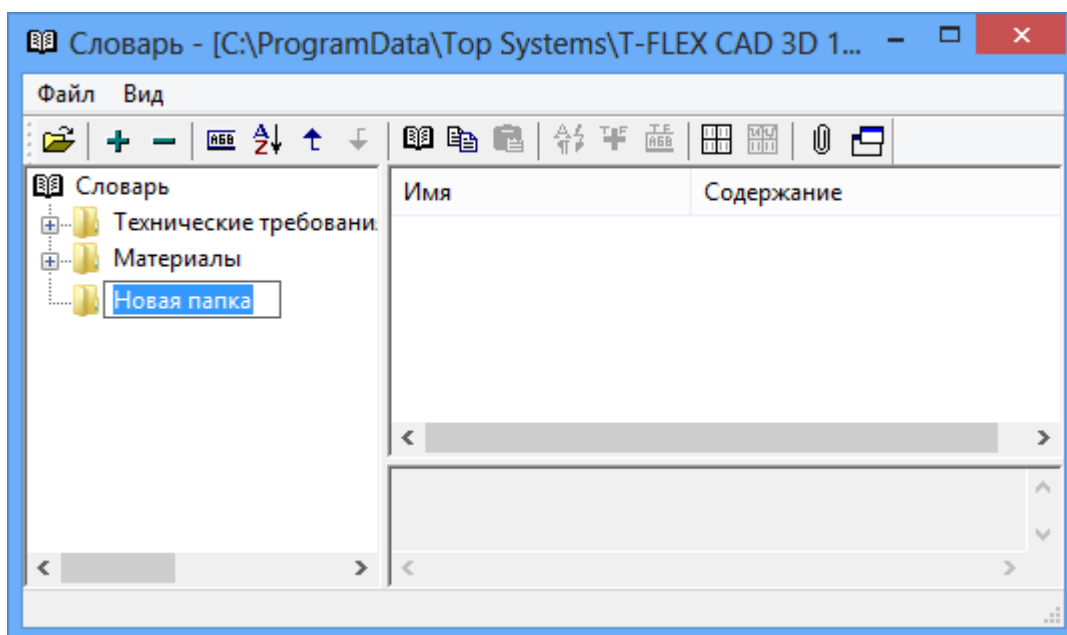 Словарь - [C:\ProgramData\Top Systems\T-FLEX CAD 3D 1...
Файл Вид
Словарь
Технические требовани
Материалы
Новая папка
Имя Содержание